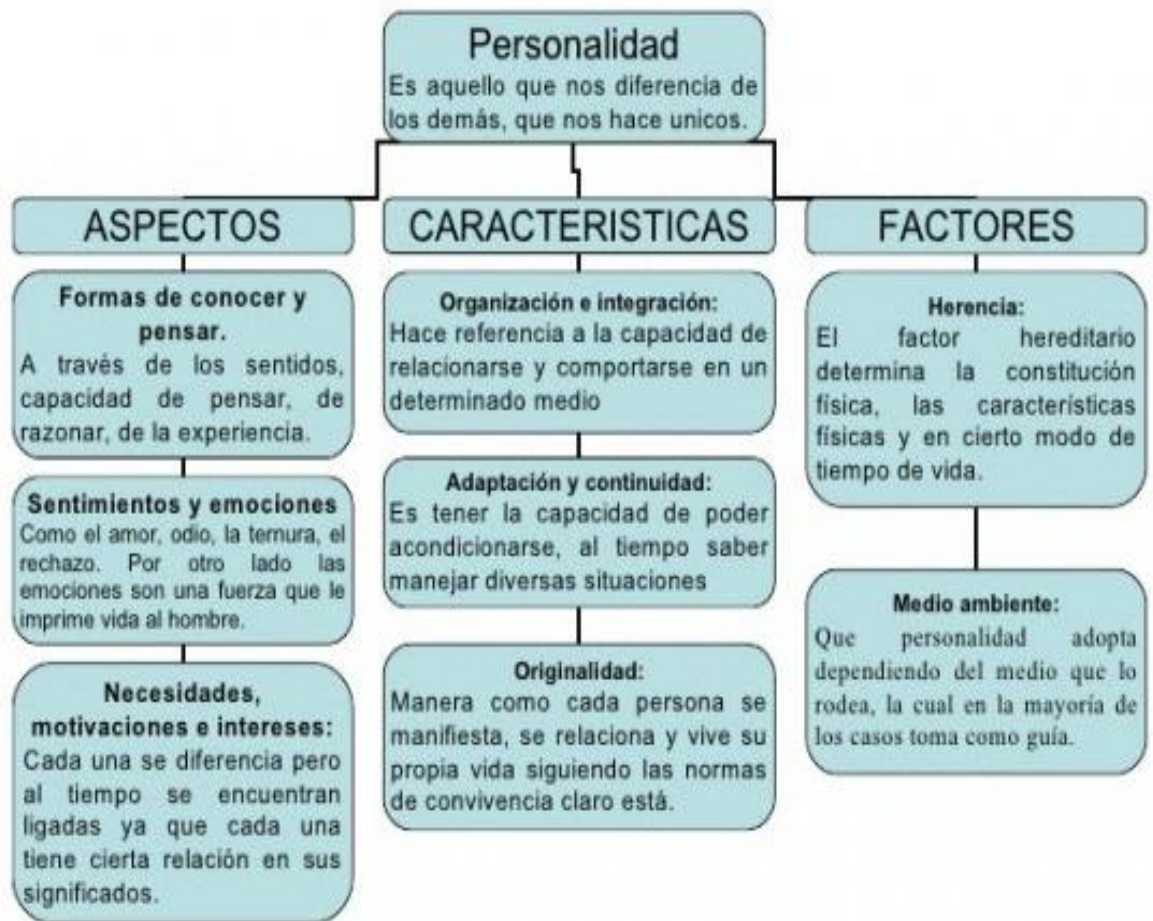 Personalidad
Es aquello que nos diferencia de
los demás, que nos hace unicos.
ASPECTOS
Formas de conocer y
pensar.
A través de los sentidos,
capacidad de pensar, de
razonar, de la experiencia.
Sentimientos y emociones
Como el amor, odio, la ternura, el
rechazo. Por otro lado las
emociones son una fuerza que le
imprime vida al hombre.
Necesidades,
motivaciones e intereses:
Cada una se diferencia pero
al tiempo se encuentran
ligadas ya que cada una
tiene cierta relación en sus
significados.
CARACTERISTICAS
Organización e integración:
Hace referencia a la capacidad de
relacionarse y comportarse en un
determinado medio
Adaptación y continuidad:
Es tener la capacidad de poder
acondicionarse, al tiempo saber
manejar diversas situaciones
Originalidad:
Manera como cada persona se
manifiesta, se relaciona y vive su
propia vida siguiendo las normas
de convivencia claro está.
FACTORES
Herencia:
El factor hereditario
determina la constitución
física, las características
físicas y en cierto modo de
tiempo de vida.
Medio ambiente:
Que personalidad adopta
dependiendo del medio que lo
rodea, la cual en la mayoría de
los casos toma como guía.